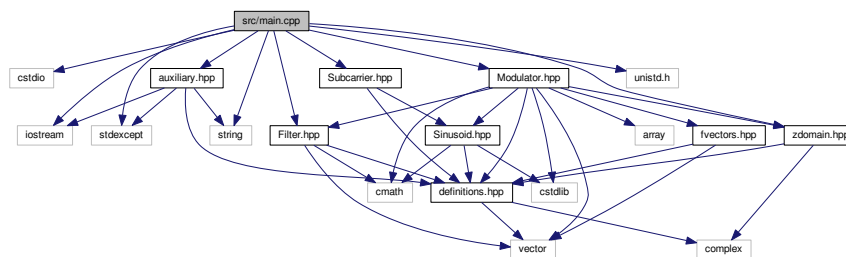 src/main.cpp
cstdio
auxiliary.hpp
Subcarrier.hpp
Modulator.hpp
unistd.h
iostream
stdexcept
string
Filter.hpp
Sinusoid.hpp
array
fvectors.hpp
zdomain.hpp
cmath
definitions.hpp
cstdlib
vector
complex